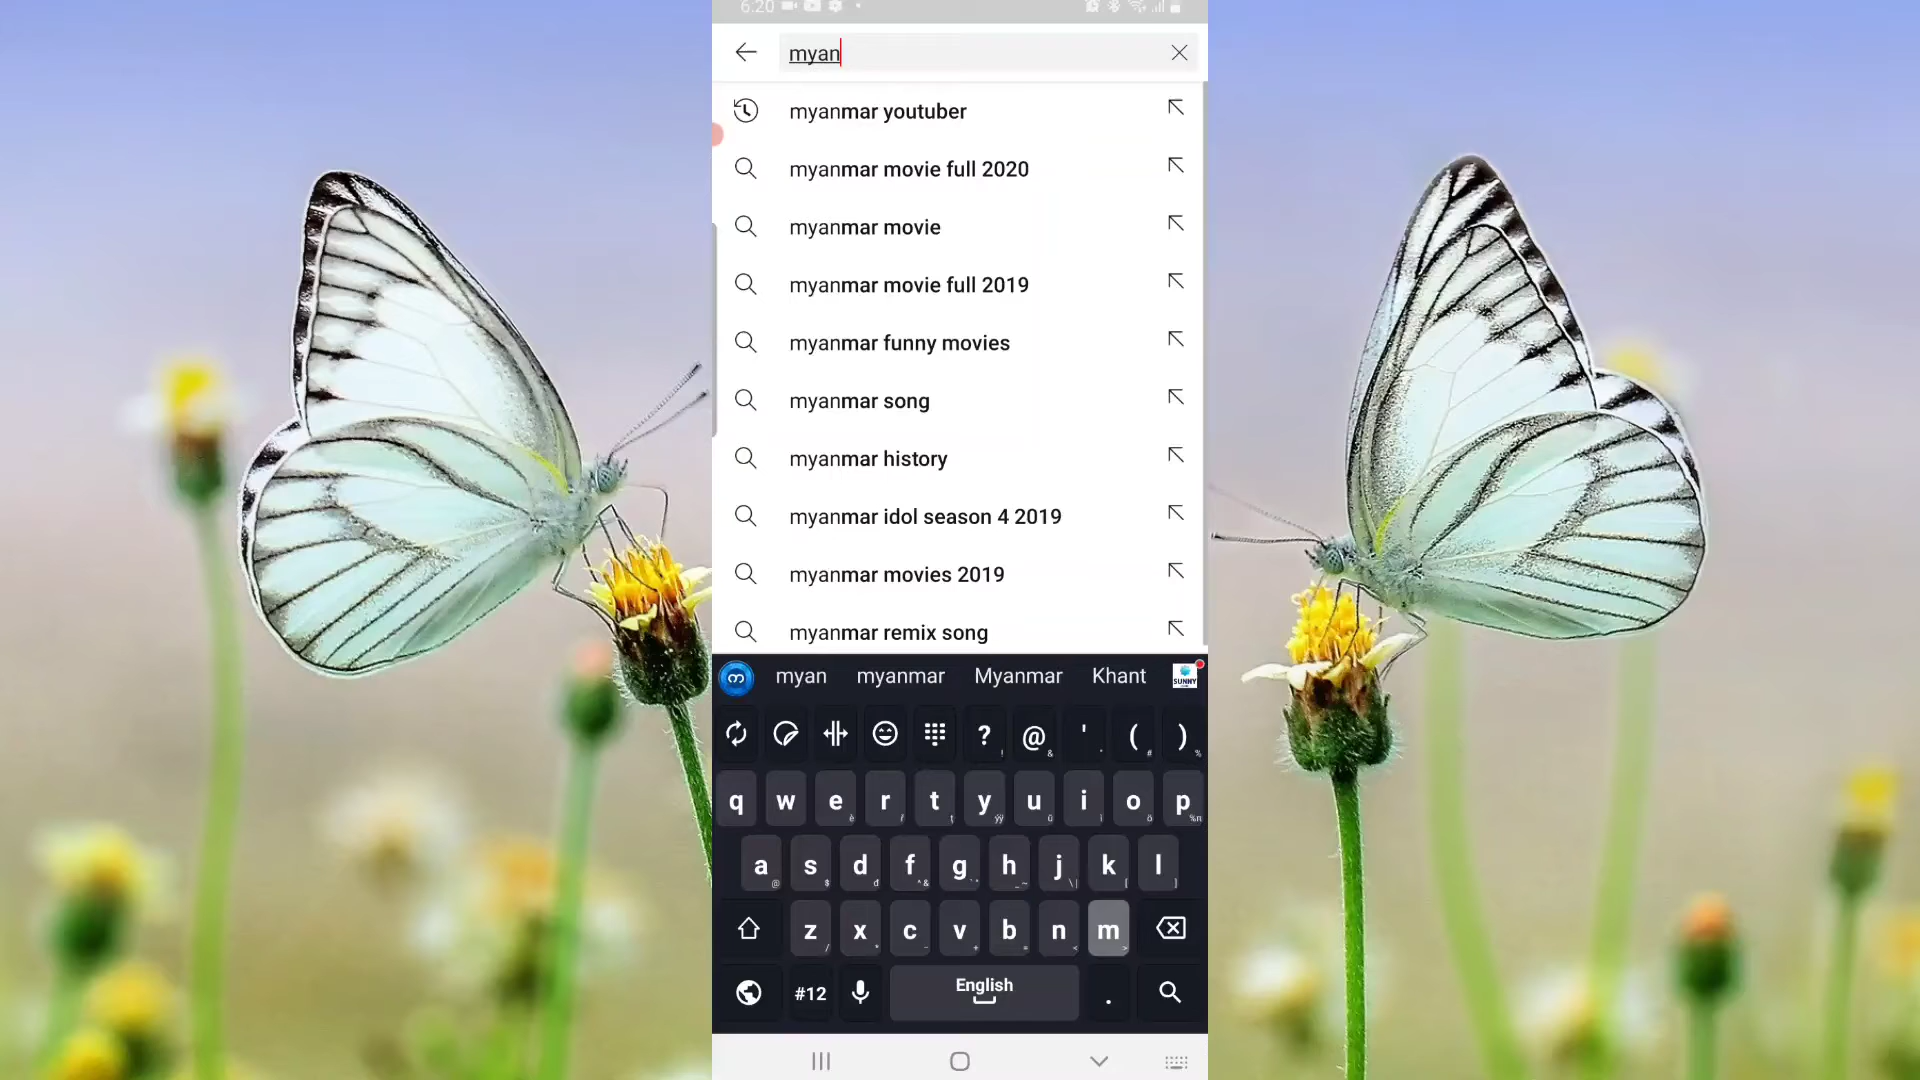 6:20
myan
myanmar youtuber
myanmar movie full 2020
myanmar movie
myanmar movie full 2019
myanmar funny movies
myanmar song
myanmar history
myanmar idol season 4 2019
myanmar movies 2019
myanmar remix song
myan myanmar Myanmar Khant SUNNY
? @ ' ( )
q w e r t y u i o p
a s d f g h j k l
z x c v b n m
#12 English .